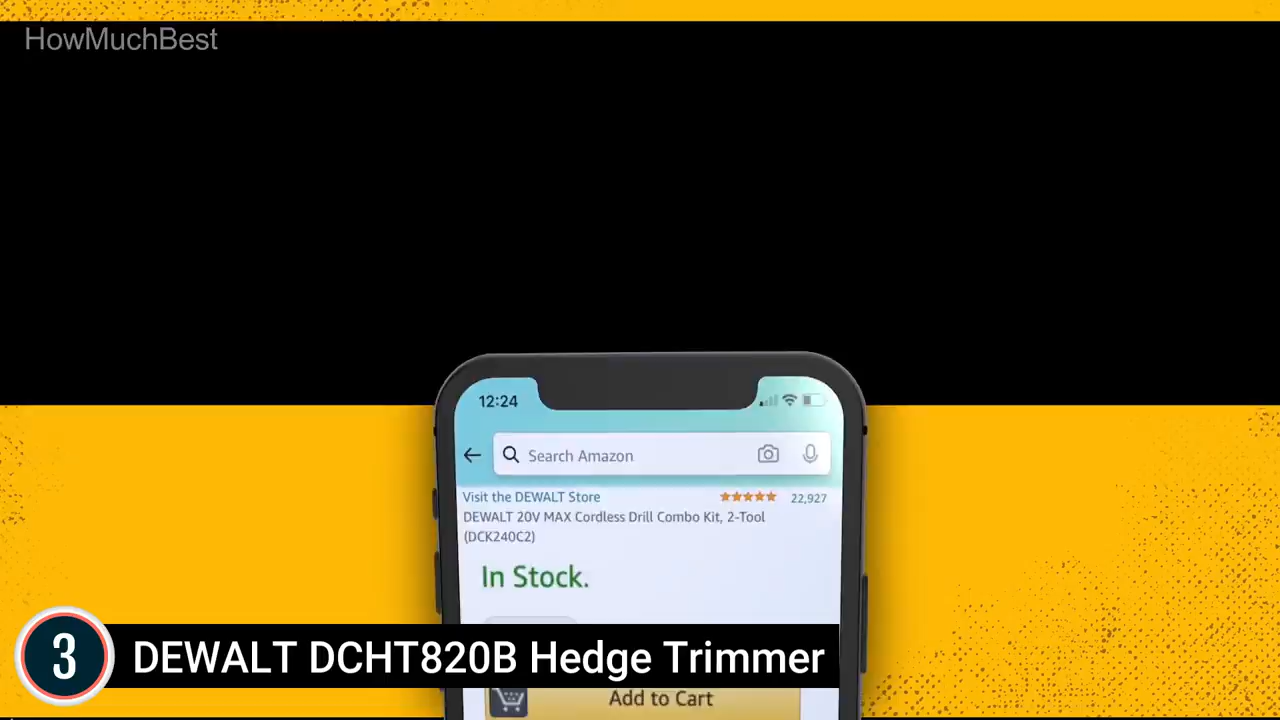 HowMuchBest
12:24
Search Amazon
Visit the DEWALT Store
22,927
DEWALT 20V MAX Cordless Drill Combo Kit, 2-Tool
(DCK240C2)
In Stock.
3
DEWALT DCHT820B Hedge Trimmer
Add to Cart